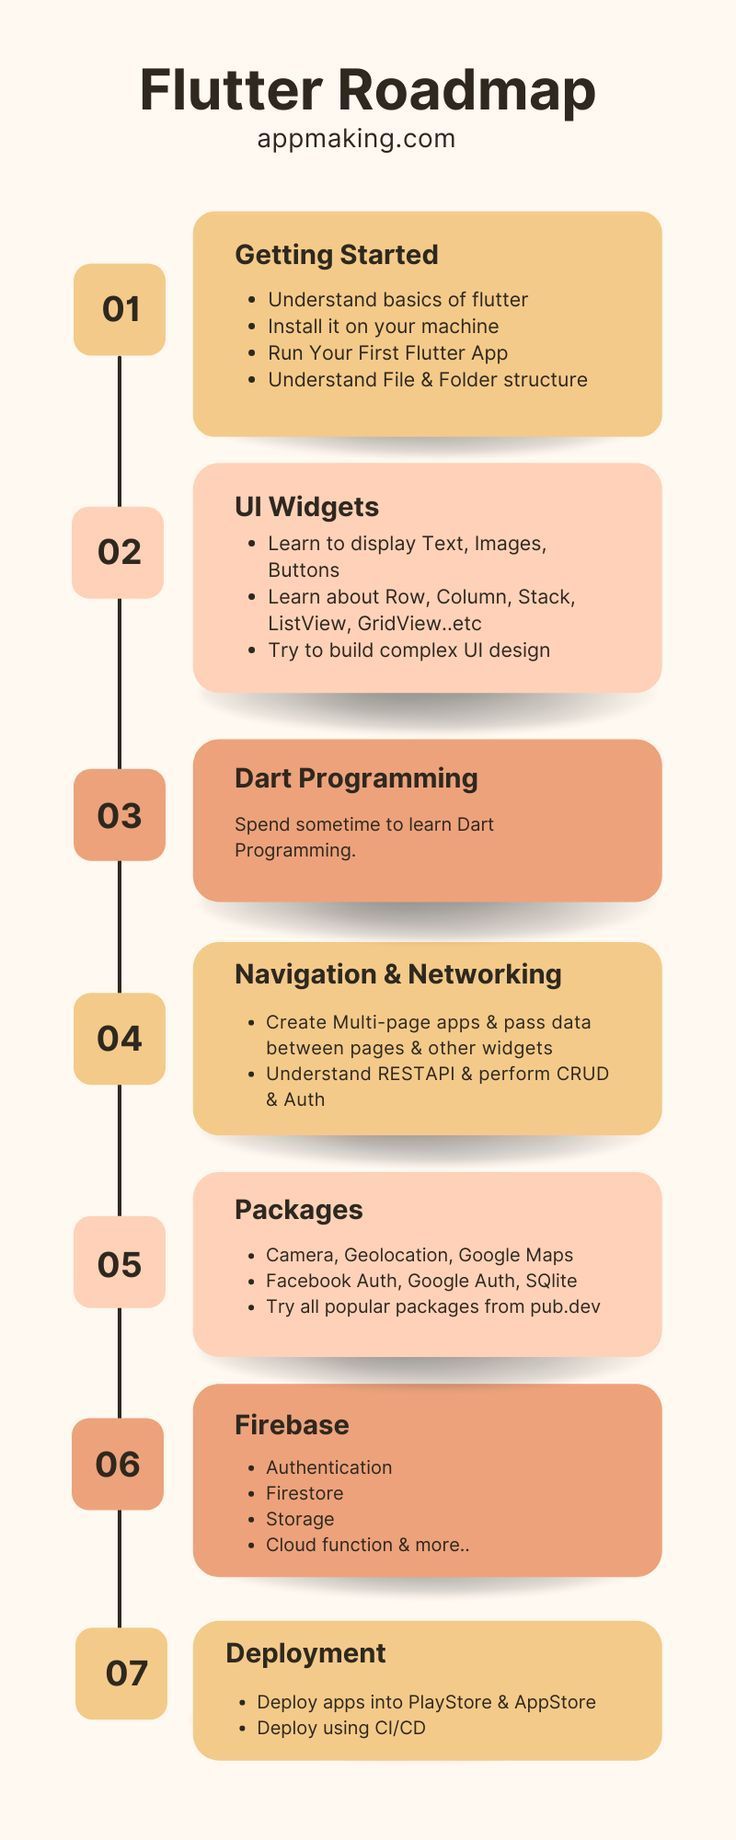 Flutter Roadmap
appmaking.com
01
Getting Started
• Understand basics of flutter
• Install it on your machine
• Run Your First Flutter App
• Understand File & Folder structure
02
UI Widgets
• Learn to display Text, Images,
Buttons
• Learn about Row, Column, Stack,
ListView, GridView..etc
• Try to build complex UI design
03
Dart Programming
Spend sometime to learn Dart
Programming.
04
Navigation & Networking
• Create Multi-page apps & pass data
between pages & other widgets
• Understand RESTAPI & perform CRUD
& Auth
05
Packages
• Camera, Geolocation, Google Maps
• Facebook Auth, Google Auth, SQlite
• Try all popular packages from pub.dev
06
Firebase
• Authentication
• Firestore
• Storage
• Cloud function & more..
07
Deployment
• Deploy apps into PlayStore & AppStore
• Deploy using CI/CD